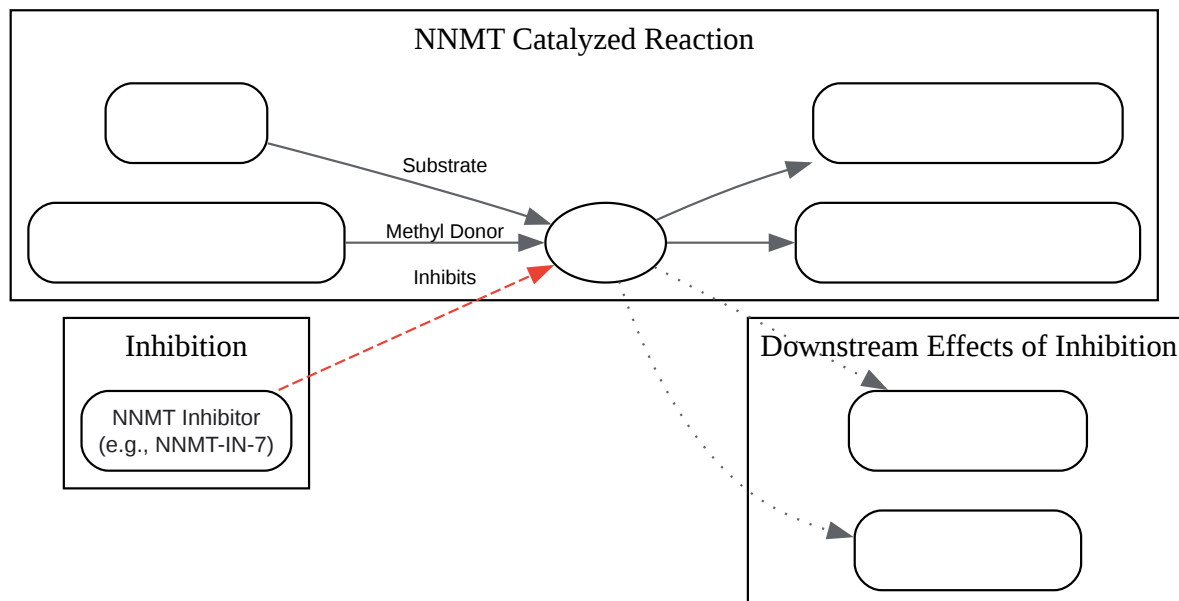 NNMT Catalyzed Reaction
Substrate
Methyl Donor
Inhibits
Inhibition
NNMT Inhibitor
(e.g., NNMT-IN-7)
Downstream Effects of Inhibition